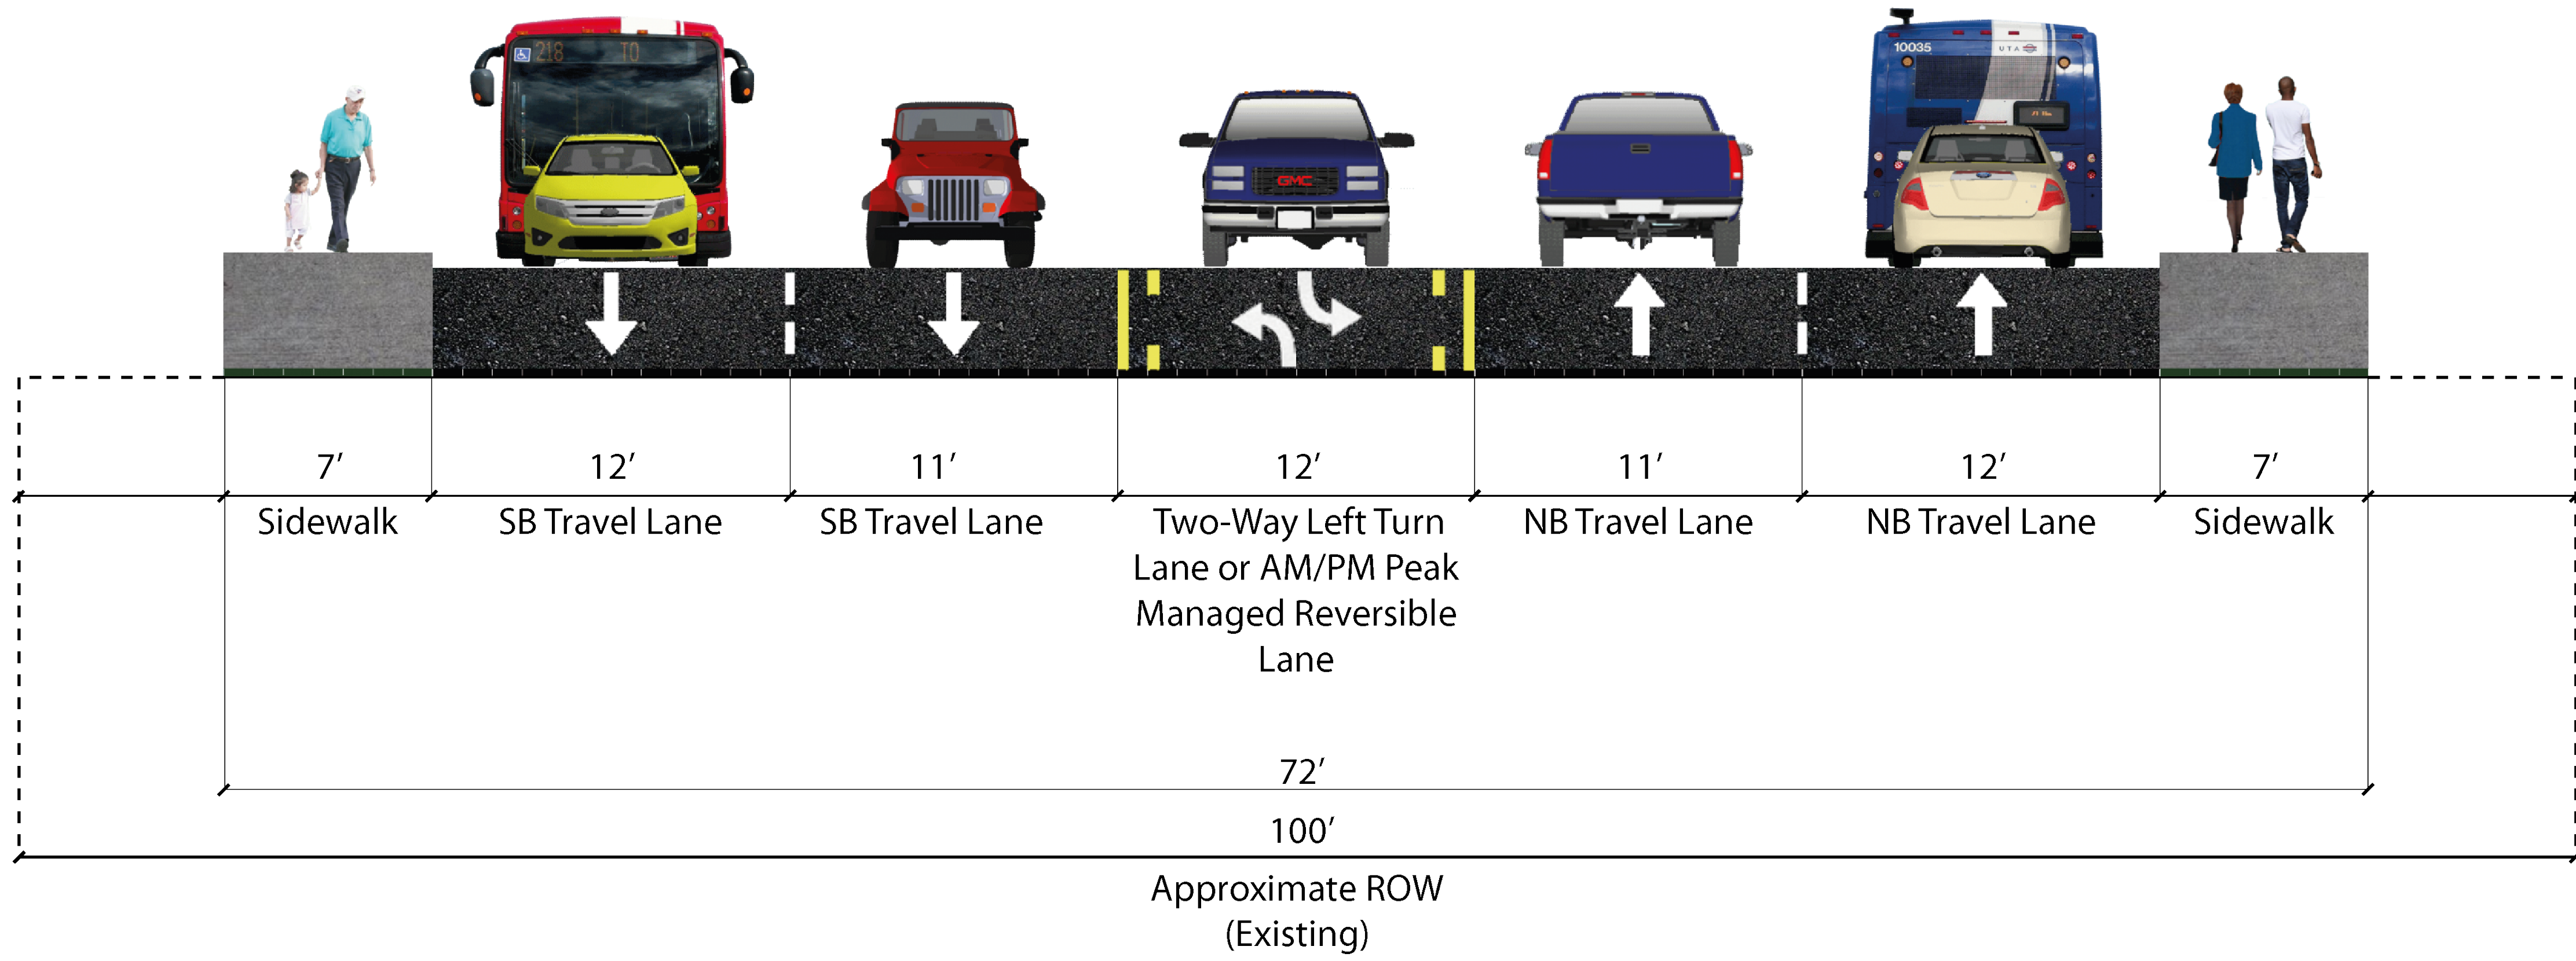 218 TO
10035
UTA
GMC
7′
12′
11′
12′
11′
12′
7′
Sidewalk
SB Travel Lane
SB Travel Lane
Two-Way Left Turn
Lane or AM/PM Peak
Managed Reversible
Lane
NB Travel Lane
NB Travel Lane
Sidewalk
72′
100′
Approximate ROW
(Existing)